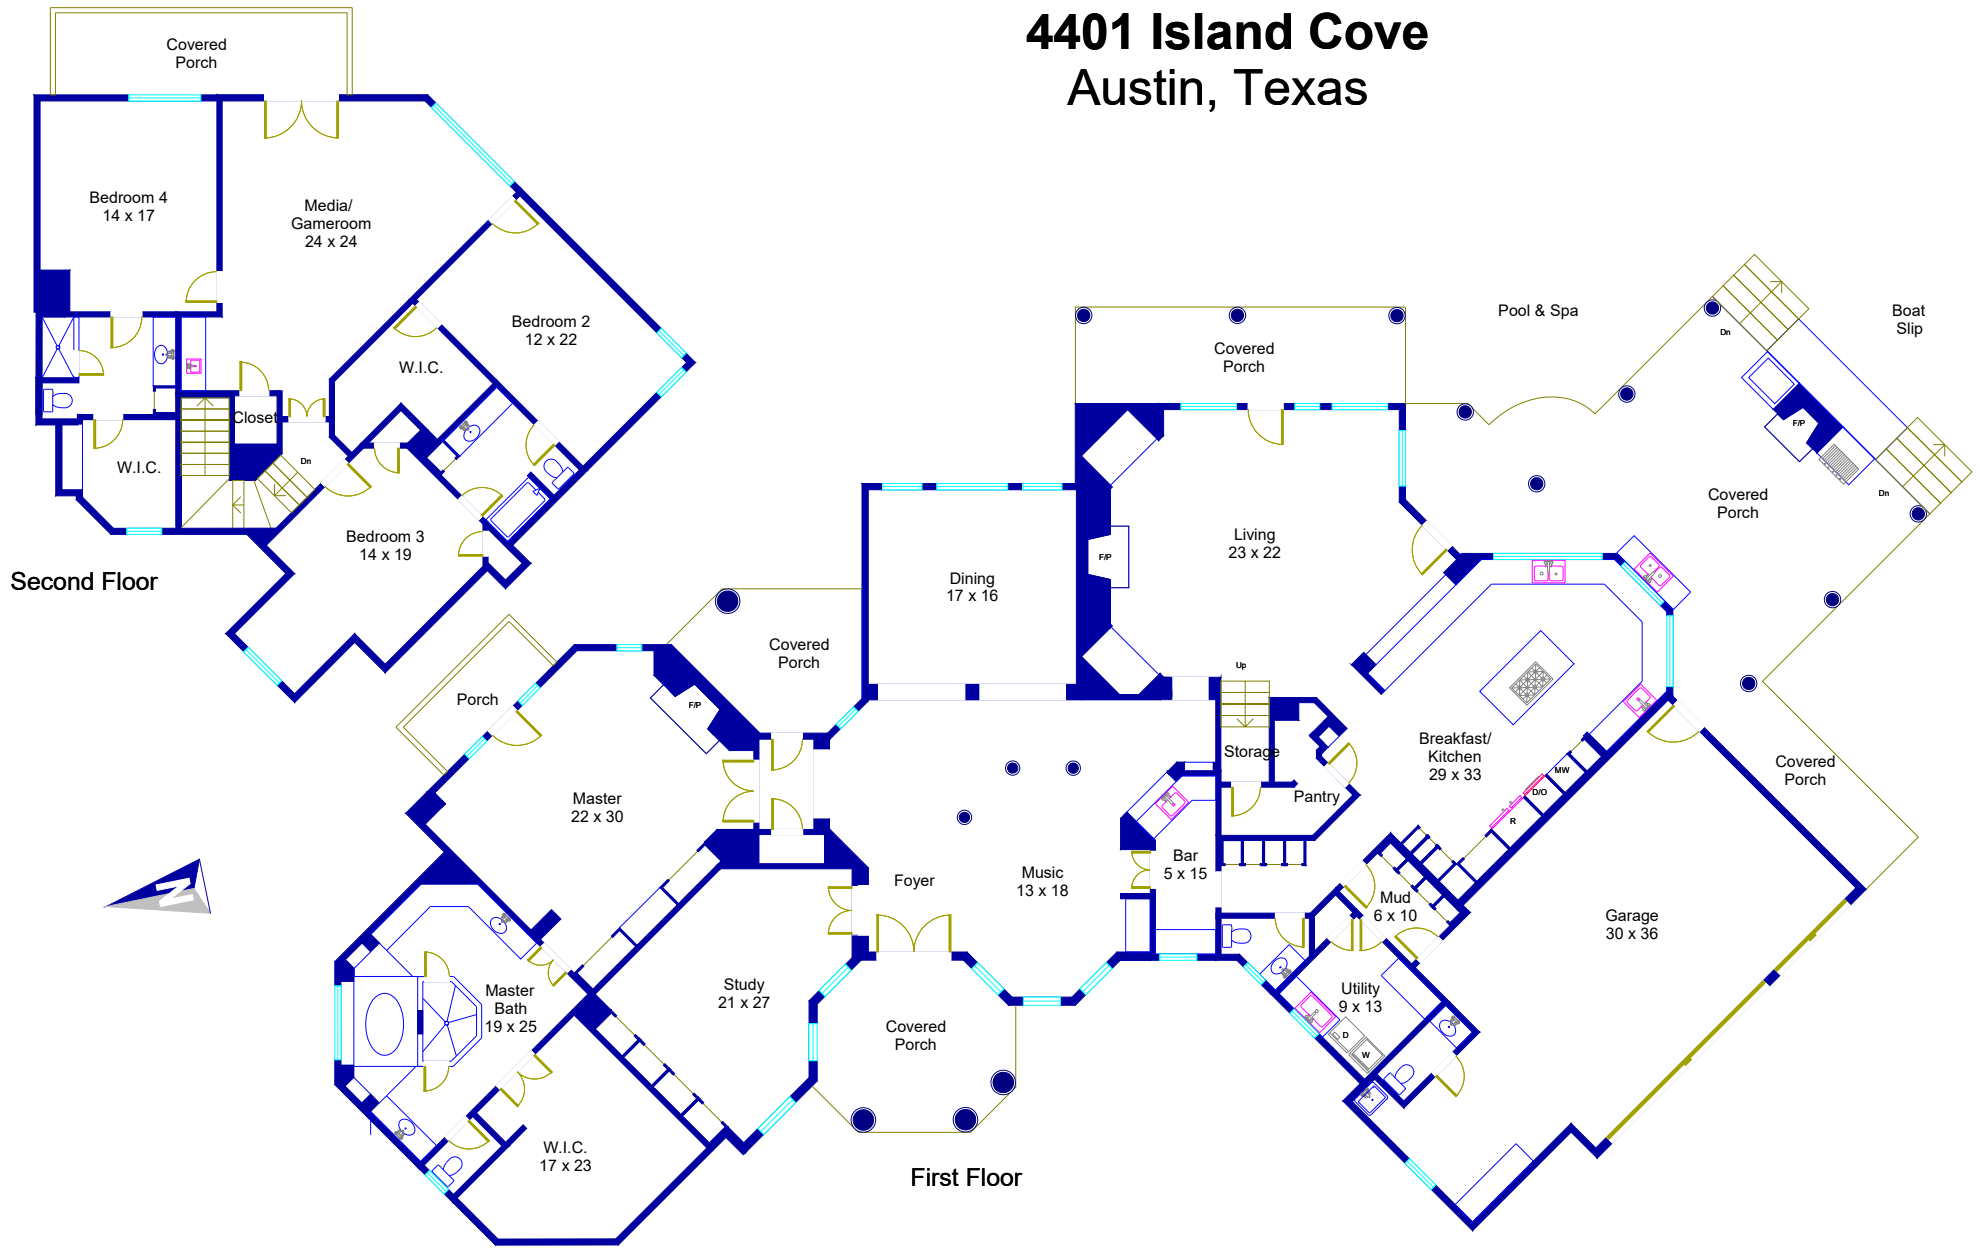 4401 Island Cove
Austin, Texas
Covered
Porch
Bedroom 4
14 x 17
Media/
Gameroom
24 x 24
Bedroom 2
12 x 22
W.I.C.
Closet
W.I.C.
Dn
Bedroom 3
14 x 19
Second Floor
Pool & Spa
Boat
Slip
Dn
Covered
Porch
F/P
Dn
Covered
Porch
Living
23 x 22
F/P
Dining
17 x 16
Covered
Porch
Porch
F/P
Up
Storage
Breakfast/
Kitchen
29 x 33
MW
D/O
R
Covered
Porch
Master
22 x 30
Pantry
Bar
5 x 15
Foyer
Music
13 x 18
Mud
6 x 10
Garage
30 x 36
N
Master
Bath
19 x 25
Study
21 x 27
Covered
Porch
Utility
9 x 13
D
W
W.I.C.
17 x 23
First Floor